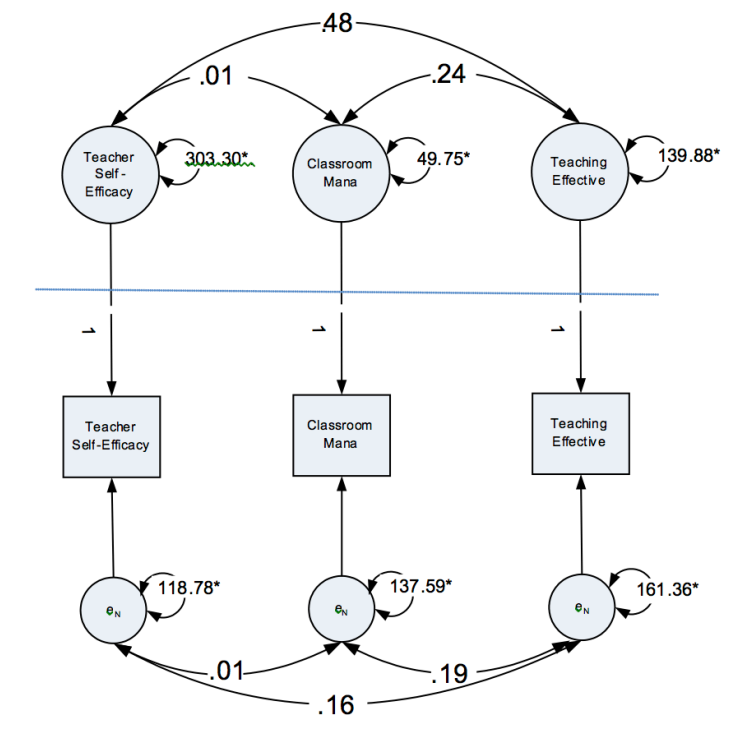 .48
.01
.24
Teacher
Self -
Efficacy
303.30*
Classroom
Mana
49.75*
Teaching
Effective
139.88*
1
1
1
Teacher
Self-Efficacy
Classroom
Mana
Teaching
Effective
eN
118.78*
eN
137.59*
eN
161.36*
.01
.19
.16